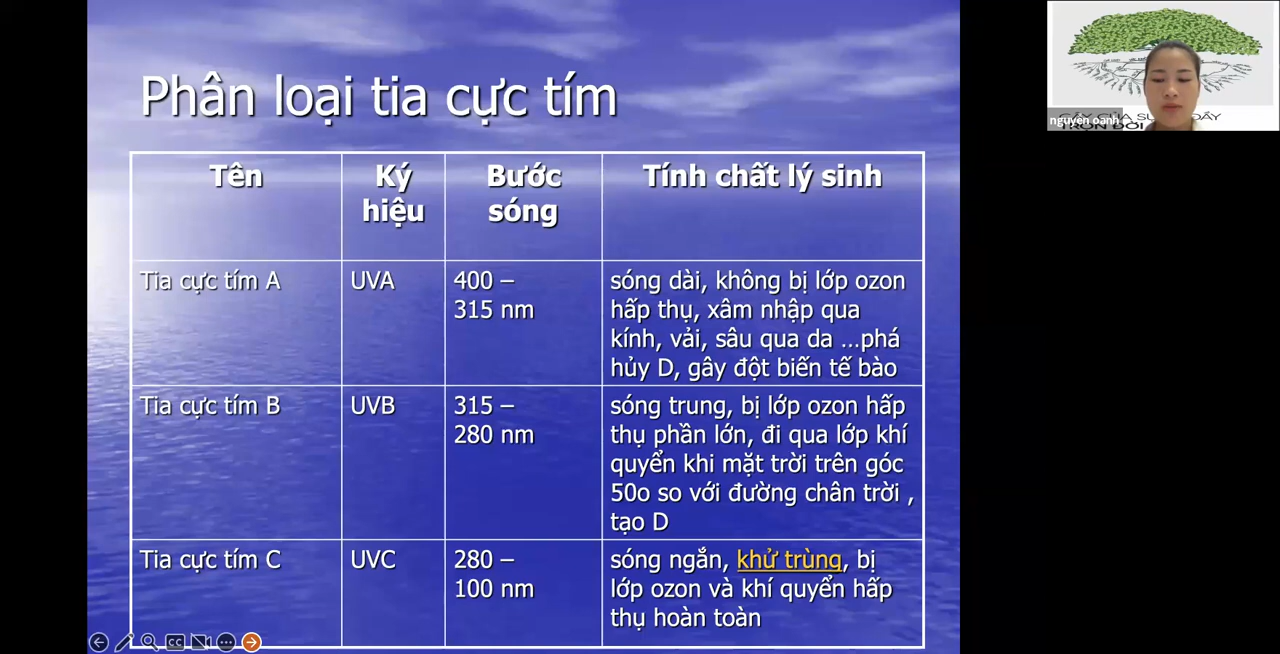 Phân loại tia cực tím
Tên
Ký
hiệu
Bước
sóng
Tính chất lý sinh
Tia cực tím A
UVA
400 –
315 nm
sóng dài, không bị lớp ozon
hấp thụ, xâm nhập qua
kính, vải, sâu qua da ...phá
hủy D, gây đột biến tế bào
Tia cực tím B
UVB
315 –
280 nm
sóng trung, bị lớp ozon hấp
thụ phần lớn, đi qua lớp khí
quyển khi mặt trời trên góc
50o so với đường chân trời ,
tạo D
Tia cực tím C
UVC
280 –
100 nm
sóng ngắn, khử trùng, bị
lớp ozon và khí quyển hấp
thụ hoàn toàn
CC
nguyen oanh
TRỌN ĐỜI